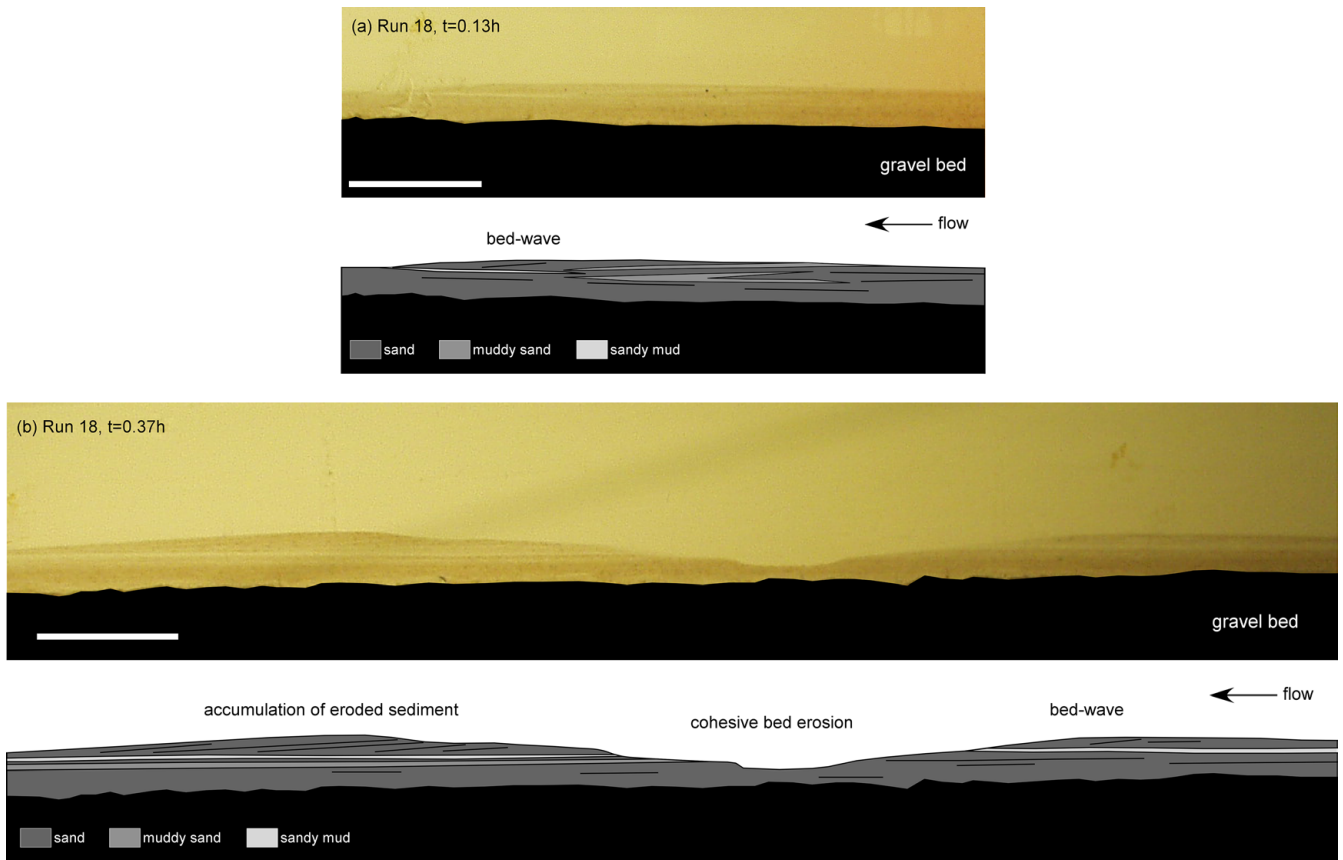 (a) Run 18, t=0.13h
gravel bed
flow
bed-wave
sand
muddy sand
sandy mud
(b) Run 18, t=0.37h
gravel bed
flow
accumulation of eroded sediment
cohesive bed erosion
bed-wave
sand
muddy sand
sandy mud